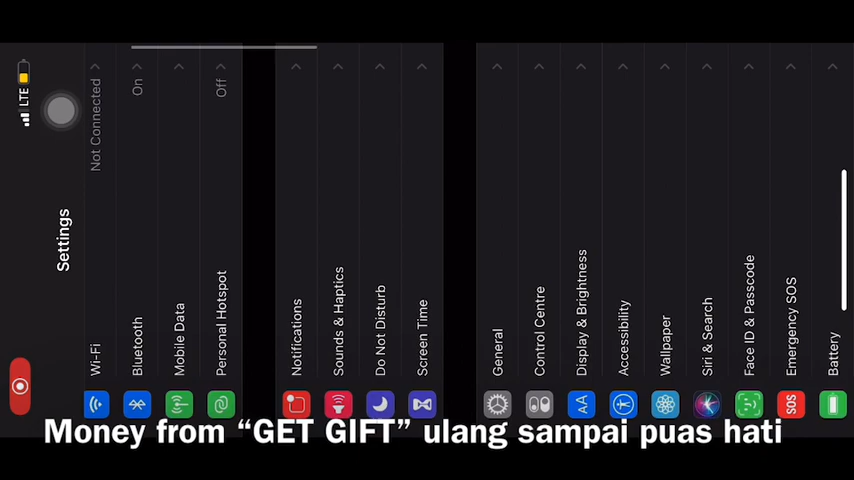 LTE
Settings
Wi-Fi
Not Connected
Bluetooth
On
Mobile Data
Personal Hotspot
Off
Notifications
Sounds & Haptics
Do Not Disturb
Screen Time
General
Control Centre
AA
Display & Brightness
Accessibility
Wallpaper
Siri & Search
Face ID & Passcode
SOS
Emergency SOS
Battery
Money from “GET GIFT” ulang sampai puas hati